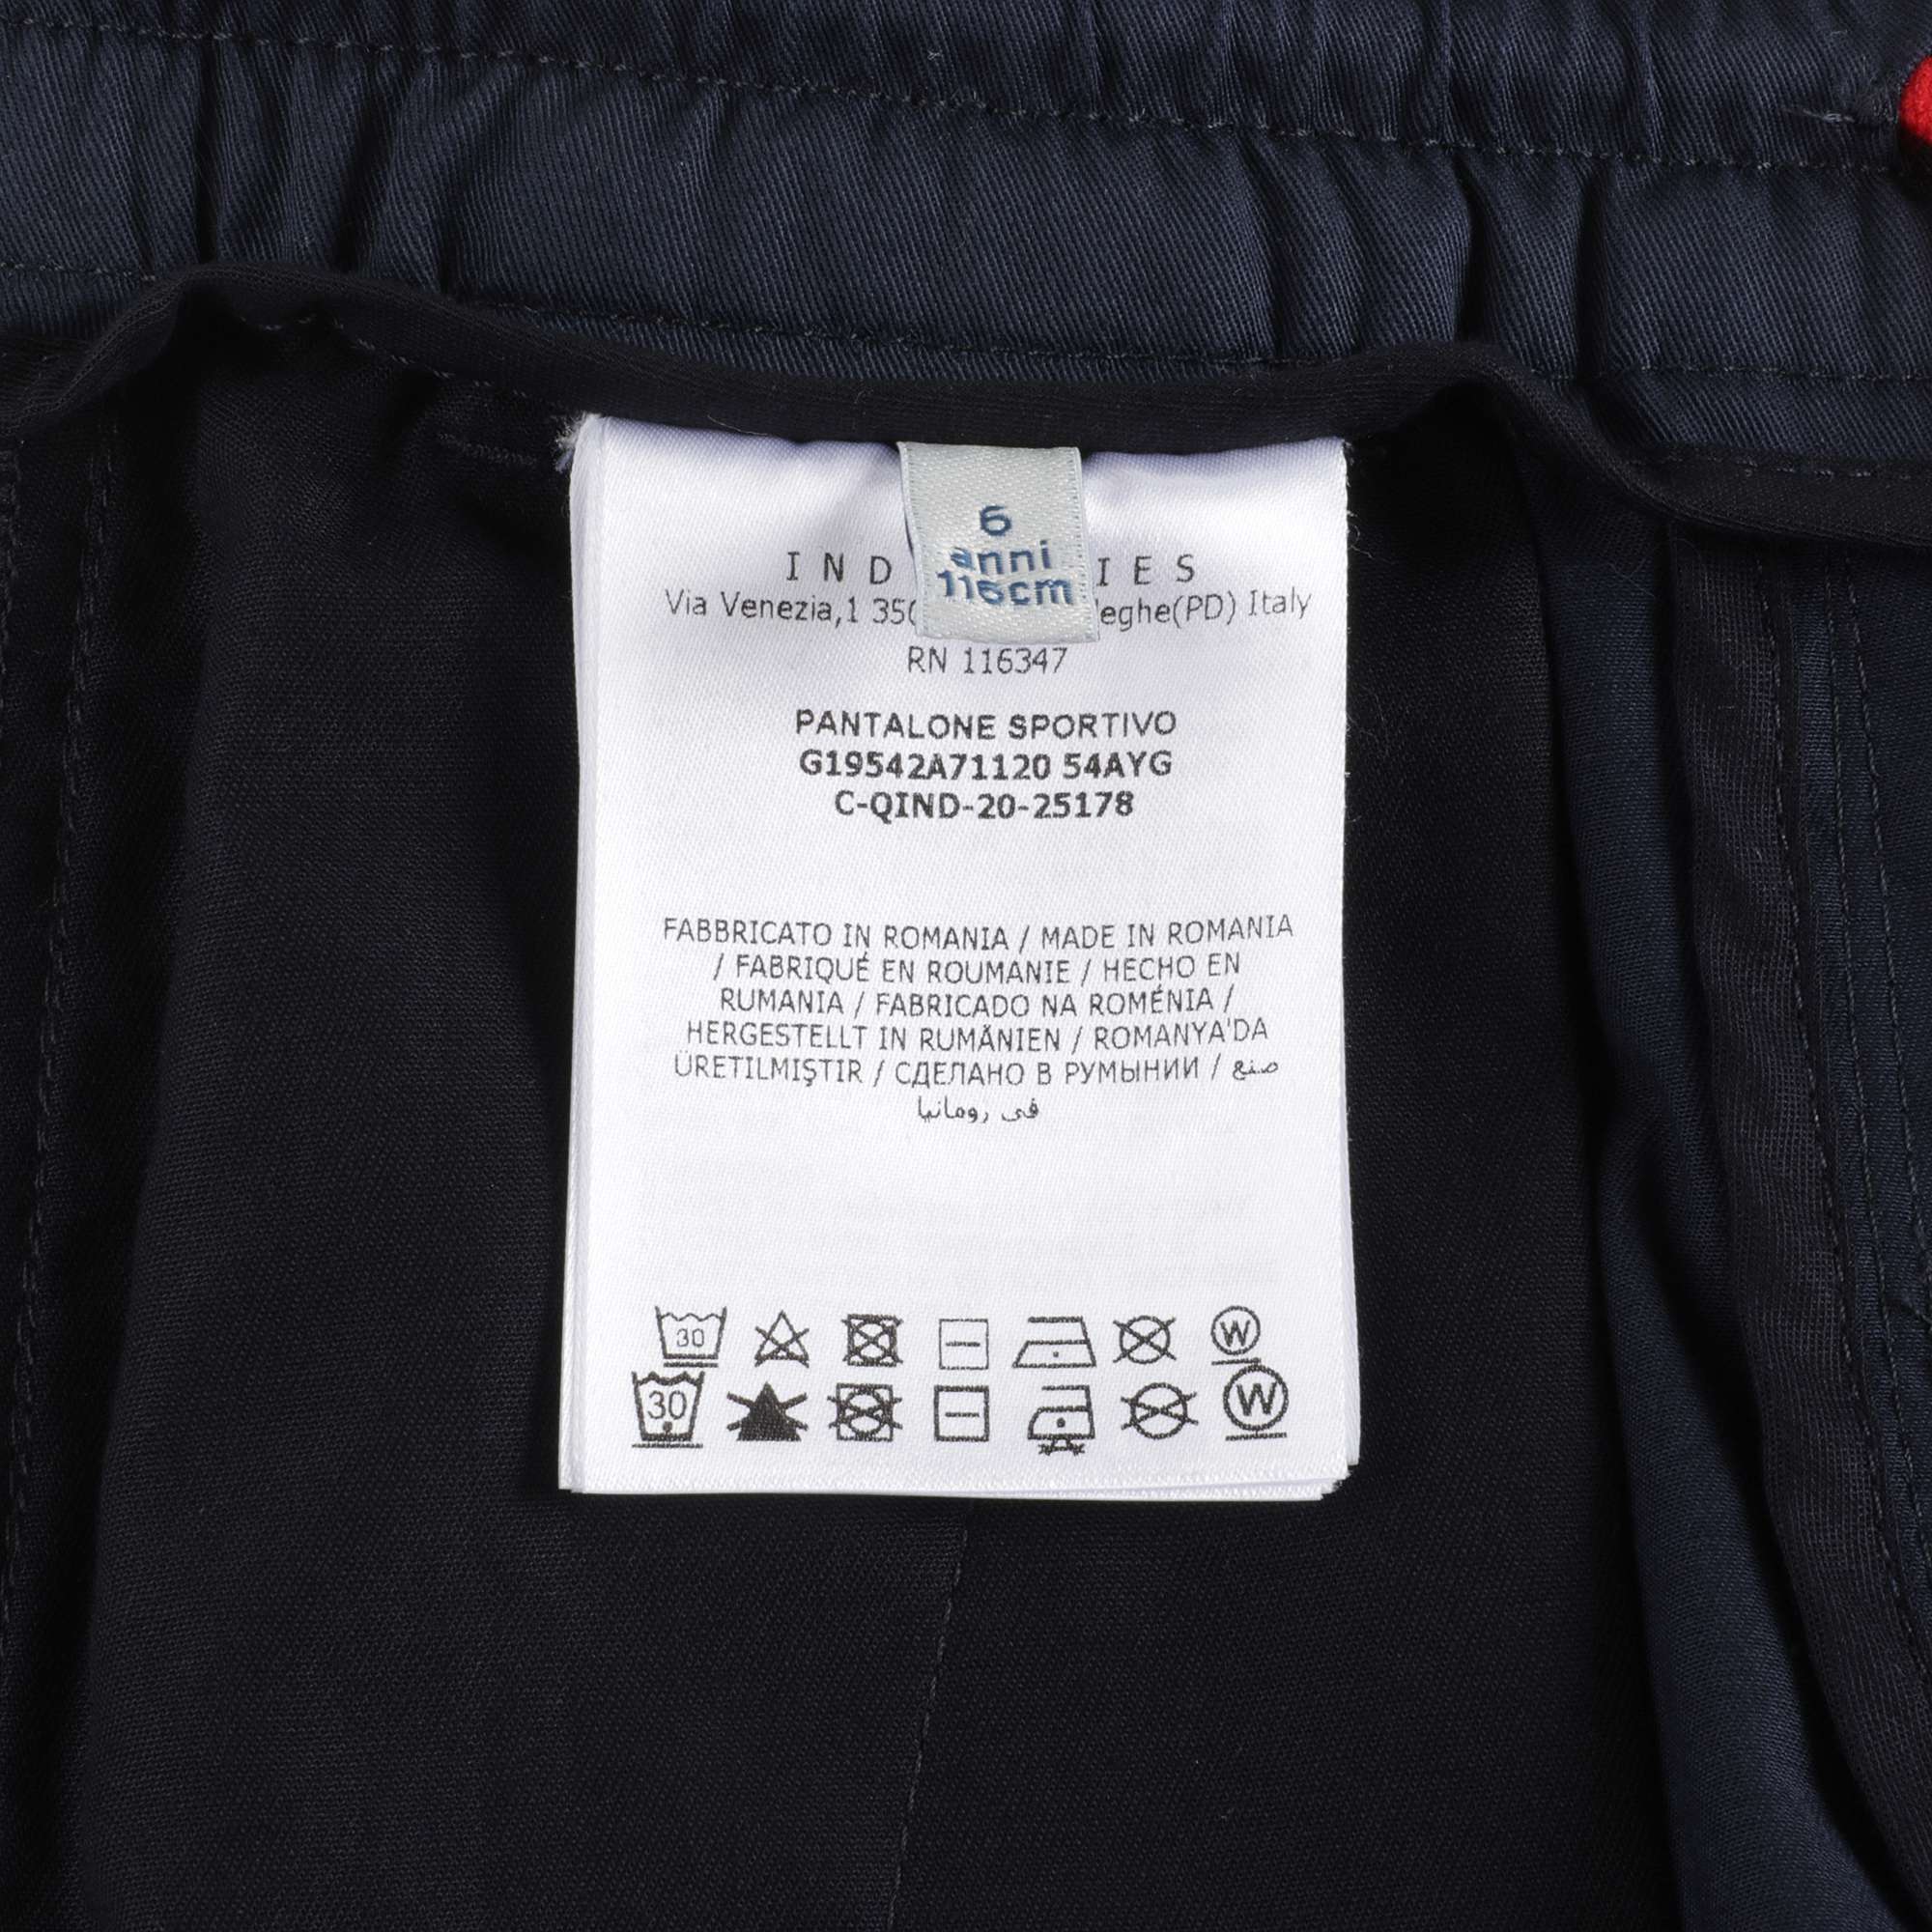 6
anni
116cm
IND IES
Via Venezia,1 35 eghe(PD) Italy
RN 116347
PANTALONE SPORTIVO
G19542A71120 54AYG
C-QIND-20-25178
FABBRICATO IN ROMANIA / MADE IN ROMANIA
/ FABRIQUÉ EN ROUMANIE / HECHO EN
RUMANIA / FABRICADO NA ROMÉNIA /
HERGESTELLT IN RUMÄNIEN / ROMANYA'DA
ÜRETILMIŞTIR / СДЕЛАНО В РУМЫНИИ / صنع
في رومانيا
30 W
30 W